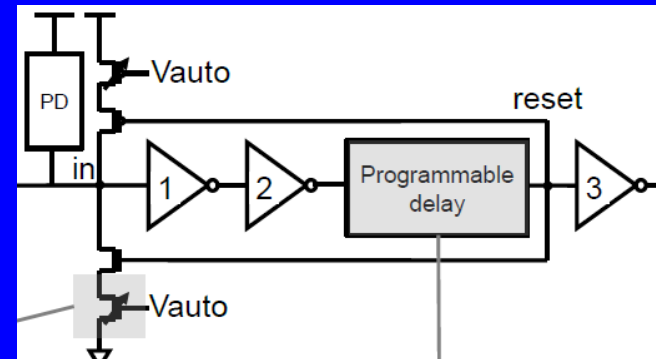 Vauto
PD
reset
in
1
2
Programmable
delay
3
Vauto